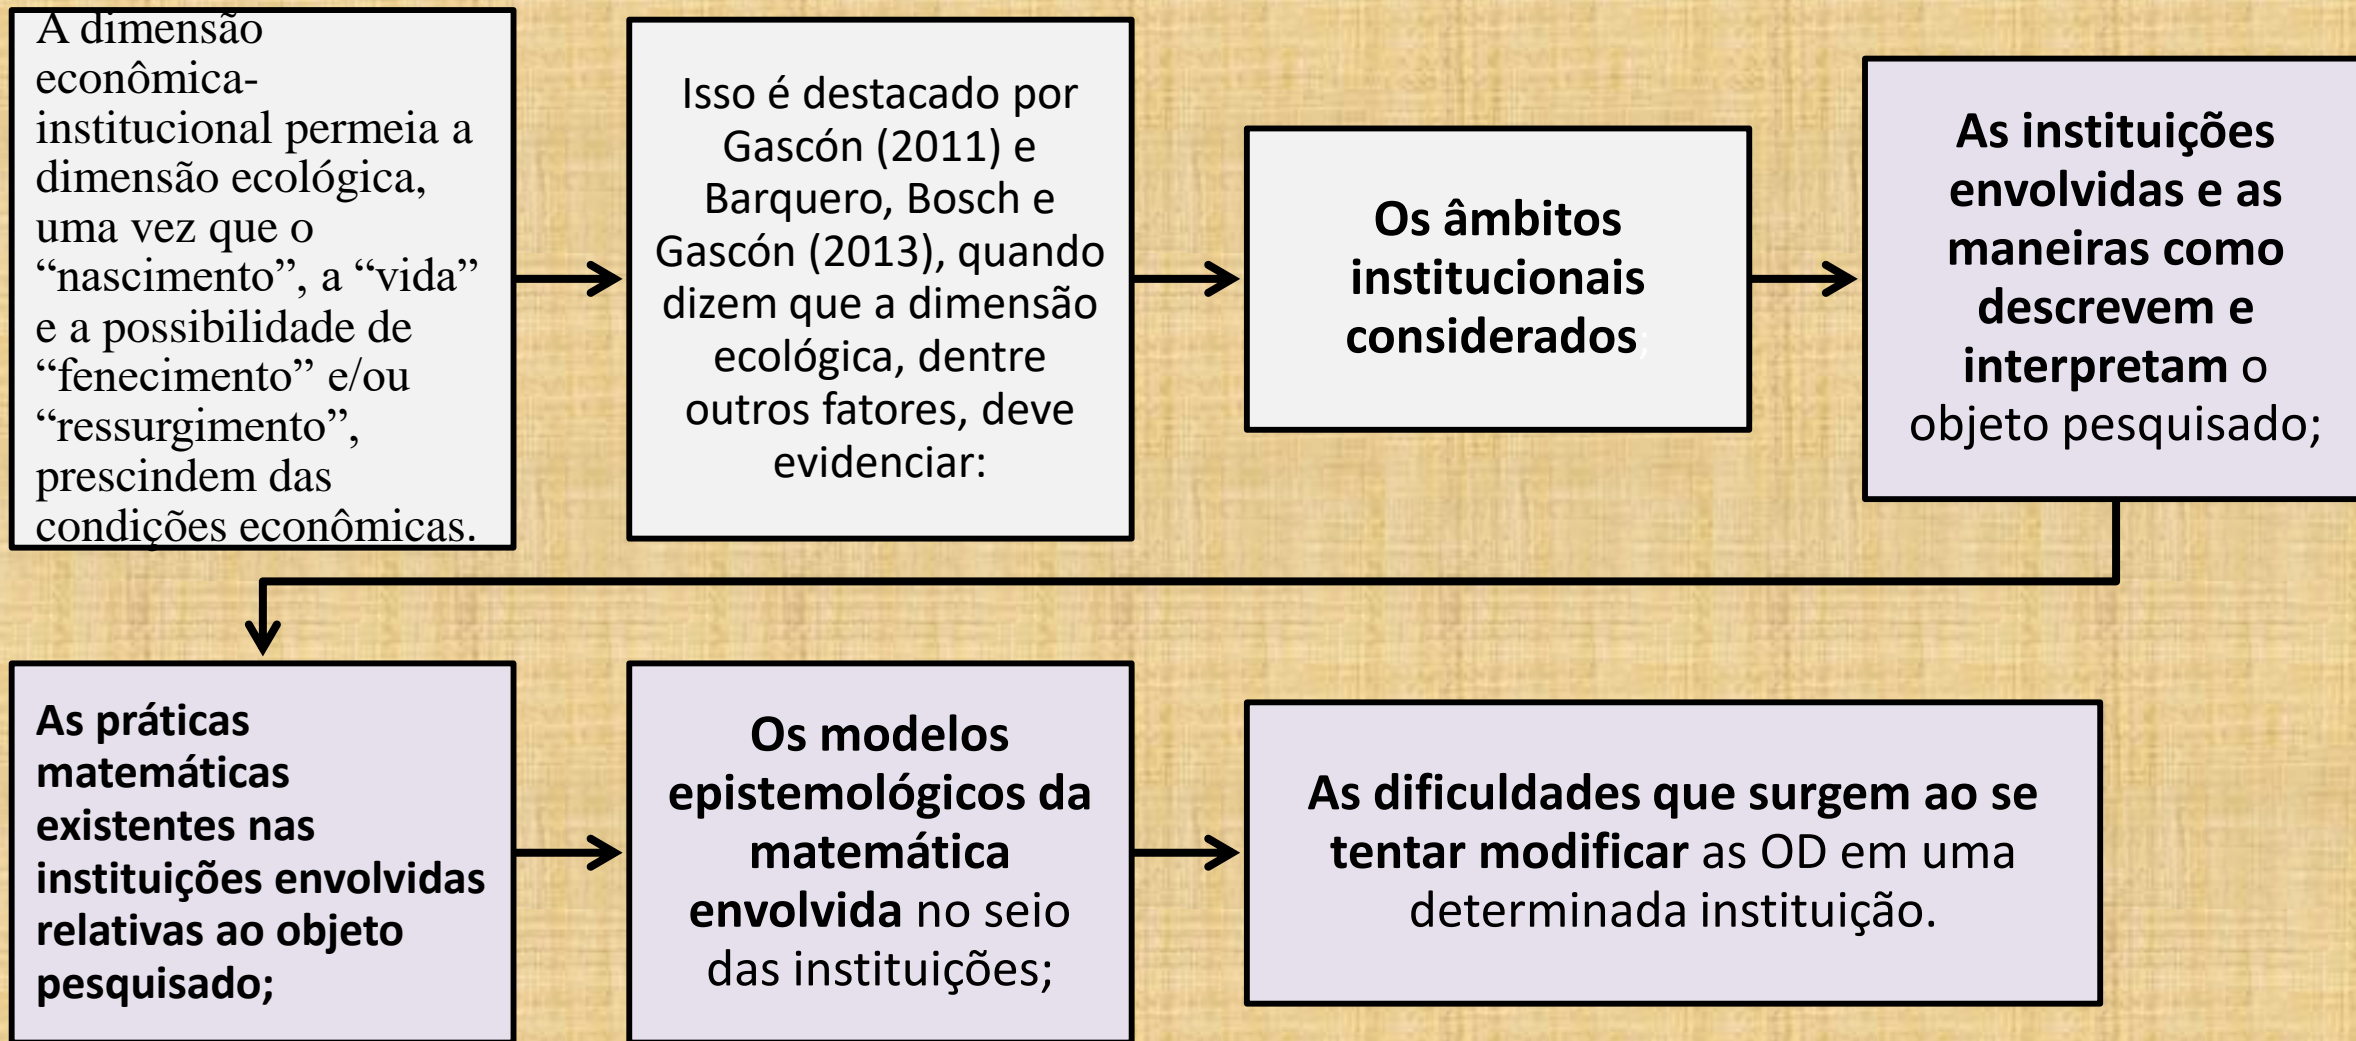 A dimensão
econômica-
institucional permeia a
dimensão ecológica,
uma vez que o
“nascimento”, a “vida”
e a possibilidade de
“fenecimento” e/ou
“ressurgimento”,
prescindem das
condições econômicas.
Isso é destacado por
Gascón (2011) e
Barquero, Bosch e
Gascón (2013), quando
dizem que a dimensão
ecológica, dentre
outros fatores, deve
evidenciar:
Os âmbitos
institucionais
considerados;
As instituições
envolvidas e as
maneiras como
descrevem e
interpretam o
objeto pesquisado;
As práticas
matemáticas
existentes nas
instituições envolvidas
relativas ao objeto
pesquisado;
Os modelos
epistemológicos da
matemática
envolvida no seio
das instituições;
As dificuldades que surgem ao se
tentar modificar as OD em uma
determinada instituição.